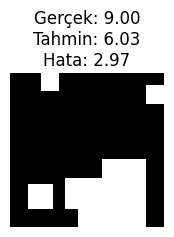 Gerçek: 9.00
Tahmin: 6.03
Hata: 2.97